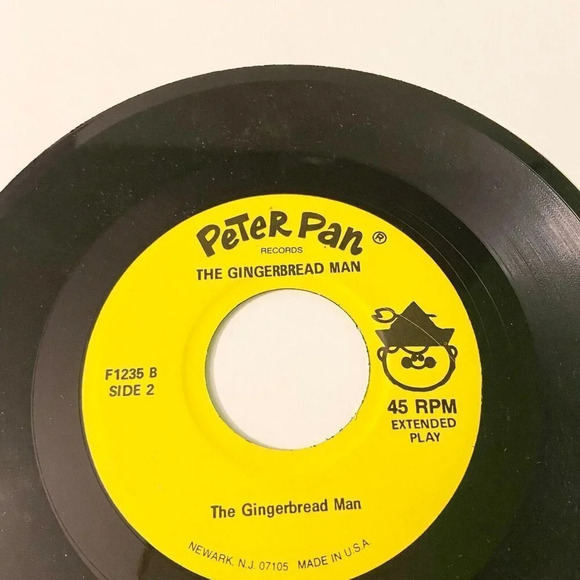 PETER PAN ®
RECORDS
THE GINGERBREAD MAN
F1235 B
SIDE 2
45 RPM
EXTENDED
PLAY
The Gingerbread Man
NEWARK, N.J. 07105 MADE IN U.S.A.